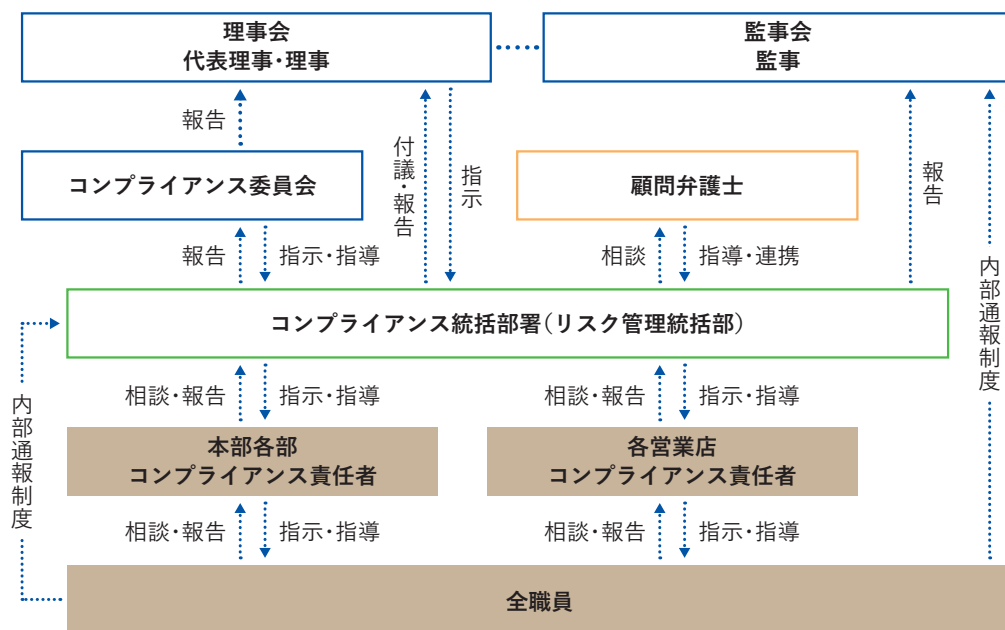 理事会
代表理事・理事
監事会
監事
報告
付議・報告
指示
報告
コンプライアンス委員会
顧問弁護士
報告
指示・指導
相談
指導・連携
内部通報制度
コンプライアンス統括部署（リスク管理統括部）
内部通報制度
相談・報告
指示・指導
相談・報告
指示・指導
本部各部
コンプライアンス責任者
各営業店
コンプライアンス責任者
相談・報告
指示・指導
相談・報告
指示・指導
全職員